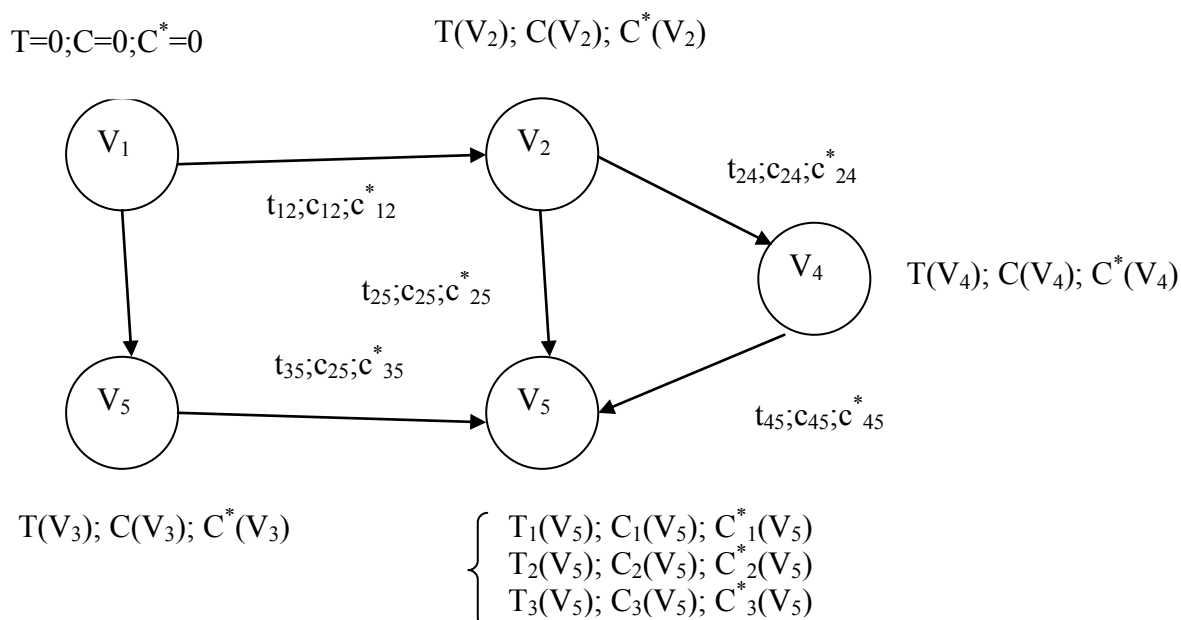 T=0;C=0;C*=0
T(V₂); C(V₂); C*(V₂)
V₁
V₂
t₂₄;c₂₄;c*₂₄
t₁₂;c₁₂;c*₁₂
V₄
T(V₄); C(V₄); C*(V₄)
t₂₅;c₂₅;c*₂₅
t₃₅;c₂₅;c*₃₅
V₅
V₅
t₄₅;c₄₅;c*₄₅
T(V₃); C(V₃); C*(V₃)
T₁(V₅); C₁(V₅); C*₁(V₅)
T₂(V₅); C₂(V₅); C*₂(V₅)
T₃(V₅); C₃(V₅); C*₃(V₅)